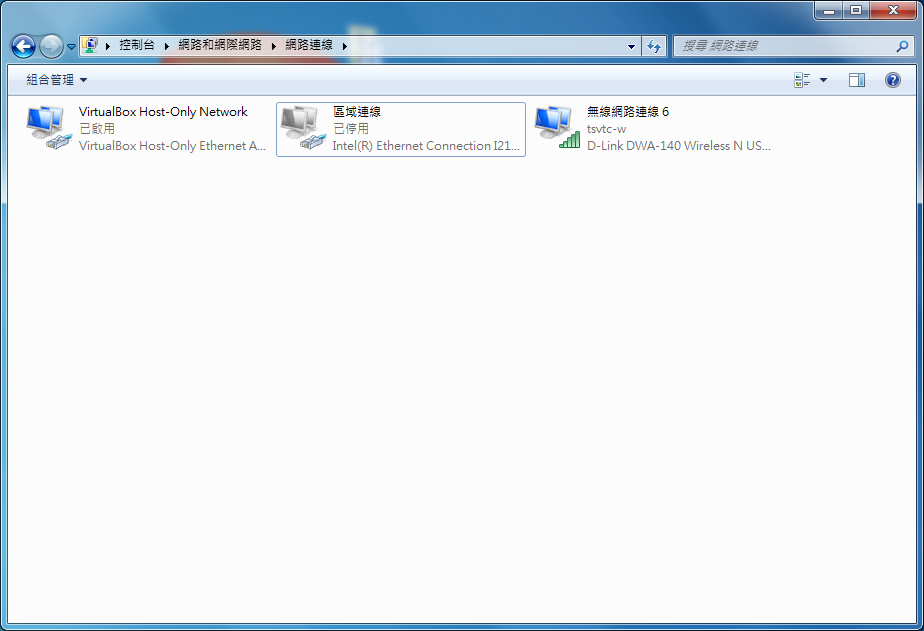 控制台 網路和網際網路 網路連線
搜尋 網路連線
組合管理
VirtualBox Host-Only Network
已啟用
VirtualBox Host-Only Ethernet A...
區域連線
已停用
Intel(R) Ethernet Connection I21...
無線網路連線 6
tsvtc-w
D-Link DWA-140 Wireless N US...